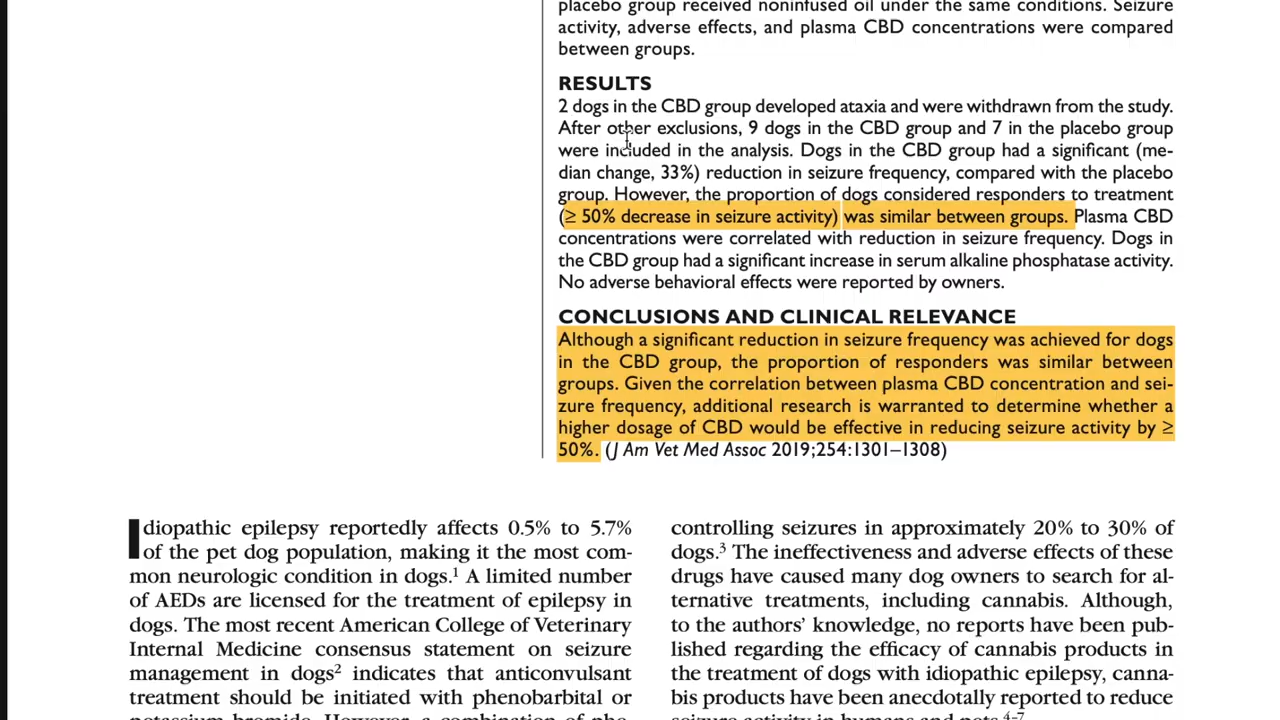 placebo group received noninfused oil under the same conditions. Seizure
activity, adverse effects, and plasma CBD concentrations were compared
between groups.
RESULTS
2 dogs in the CBD group developed ataxia and were withdrawn from the study.
After other exclusions, 9 dogs in the CBD group and 7 in the placebo group
were included in the analysis. Dogs in the CBD group had a significant (me-
dian change, 33%) reduction in seizure frequency, compared with the placebo
group. However, the proportion of dogs considered responders to treatment
(≥ 50% decrease in seizure activity) was similar between groups. Plasma CBD
concentrations were correlated with reduction in seizure frequency. Dogs in
the CBD group had a significant increase in serum alkaline phosphatase activity.
No adverse behavioral effects were reported by owners.
CONCLUSIONS AND CLINICAL RELEVANCE
Although a significant reduction in seizure frequency was achieved for dogs
in the CBD group, the proportion of responders was similar between
groups. Given the correlation between plasma CBD concentration and sei-
zure frequency, additional research is warranted to determine whether a
higher dosage of CBD would be effective in reducing seizure activity by ≥
50%. (J Am Vet Med Assoc 2019;254:1301–1308)
Idiopathic epilepsy reportedly affects 0.5% to 5.7%
of the pet dog population, making it the most com-
mon neurologic condition in dogs.1 A limited number
of AEDs are licensed for the treatment of epilepsy in
dogs. The most recent American College of Veterinary
Internal Medicine consensus statement on seizure
management in dogs2 indicates that anticonvulsant
treatment should be initiated with phenobarbital or
potassium bromide. However, a combination of phe-
controlling seizures in approximately 20% to 30% of
dogs.3 The ineffectiveness and adverse effects of these
drugs have caused many dog owners to search for al-
ternative treatments, including cannabis. Although,
to the authors' knowledge, no reports have been pub-
lished regarding the efficacy of cannabis products in
the treatment of dogs with idiopathic epilepsy, canna-
bis products have been anecdotally reported to reduce
seizure activity in humans and pets.4–7